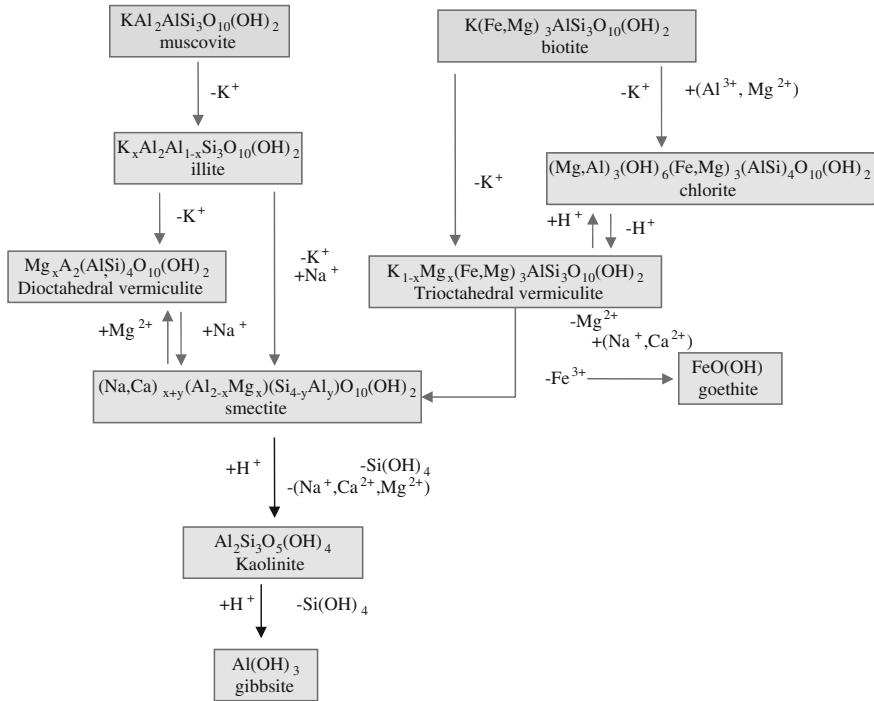 KAl₂AlSi₃O₁₀(OH)₂
muscovite
K(Fe,Mg) ₃AlSi₃O₁₀(OH)₂
biotite
-K⁺
-K⁺
+(Al³⁺, Mg²⁺)
KₓAl₂Al₁₋ₓSi₃O₁₀(OH)₂
illite
(Mg,Al) ₃(OH) ₆(Fe,Mg) ₃(AlSi)₄O₁₀(OH)₂
chlorite
-K⁺
-K⁺
+H⁺
-H⁺
-K⁺
+Na⁺
MgₓA₂(Al,Si)₄O₁₀(OH)₂
Dioctahedral vermiculite
K₁₋ₓMgₓ(Fe,Mg) ₃AlSi₃O₁₀(OH)₂
Trioctahedral vermiculite
+Mg²⁺
+Na⁺
-Mg²⁺
+(Na⁺,Ca²⁺)
(Na,Ca) ₓ₊ᵧ(Al₂₋ₓMgₓ)(Si₄₋ᵧAlᵧ)O₁₀(OH)₂
smectite
-Fe³⁺
FeO(OH)
goethite
+H⁺
-Si(OH)₄
-(Na⁺,Ca²⁺,Mg²⁺)
Al₂Si₃O₅(OH)₄
Kaolinite
+H⁺
-Si(OH)₄
Al(OH)₃
gibbsite